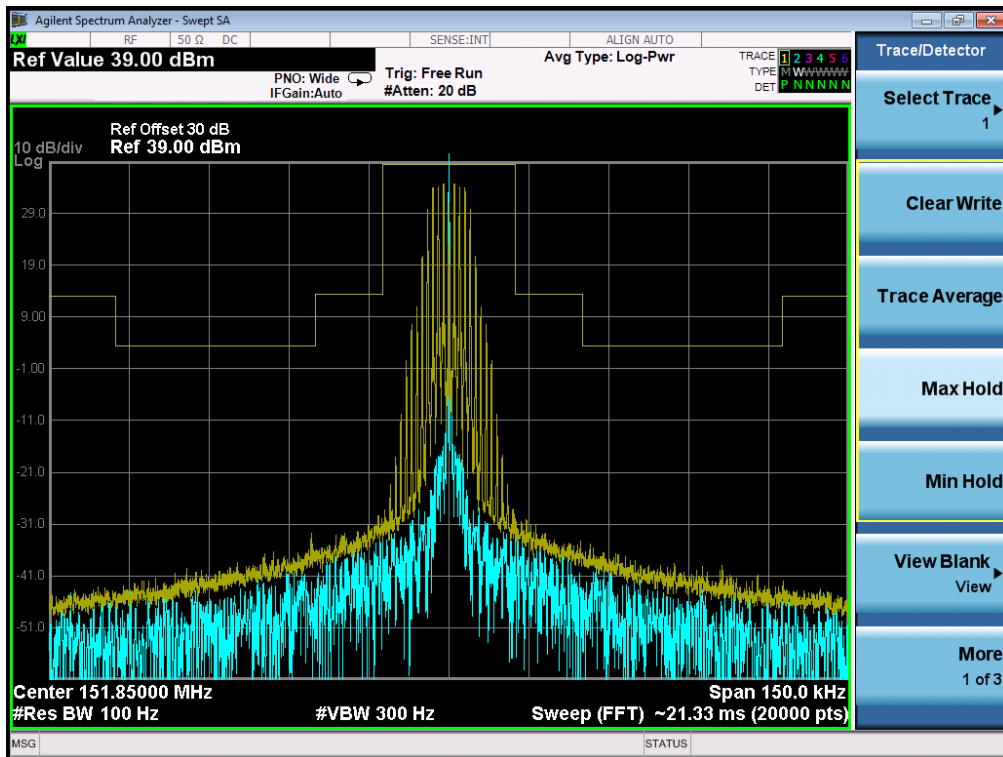 Agilent Spectrum Analyzer - Swept SA
LXI
RF
50 Ω
DC
SENSE:INT
ALIGN AUTO
Ref Value 39.00 dBm
PNO: Wide
IFGain:Auto
Trig: Free Run
#Atten: 20 dB
Avg Type: Log-Pwr
TRACE 1 2 3 4 5 6
TYPE M W W W W W
DET P N N N N N
Ref Offset 30 dB
10 dB/div
Ref 39.00 dBm
Log
29.0
19.0
9.00
-1.00
-11.0
-21.0
-31.0
-41.0
-51.0
Center 151.85000 MHz
Span 150.0 kHz
#Res BW 100 Hz
#VBW 300 Hz
Sweep (FFT) ~21.33 ms (20000 pts)
MSG
STATUS
Trace/Detector
Select Trace
1
Clear Write
Trace Average
Max Hold
Min Hold
View Blank
View
More
1 of 3